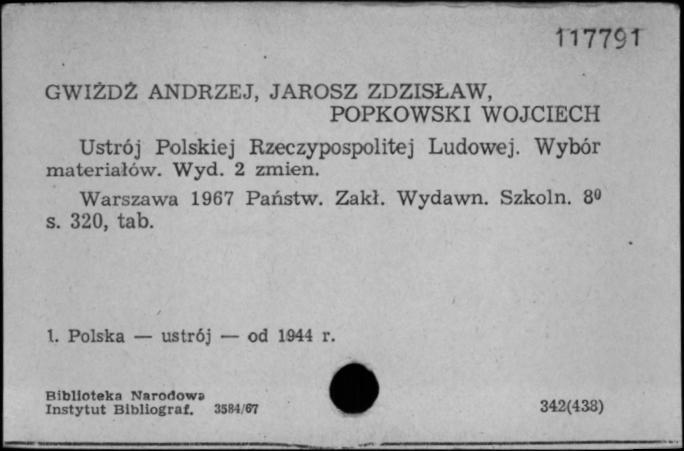 117791
GWIŻDŻ ANDRZEJ, JAROSZ ZDZISŁAW,
POPKOWSKI WOJCIECH
Ustrój Polskiej Rzeczypospolitej Ludowej. Wybór
materiałów. Wyd. 2 zmien.
Warszawa 1967 Państw. Zakł. Wydawn. Szkoln. 8⁰
s. 320, tab.
1. Polska — ustrój — od 1944 r.
Biblioteka Narodowa
Instytut Bibliograf. 3584/67
342(438)